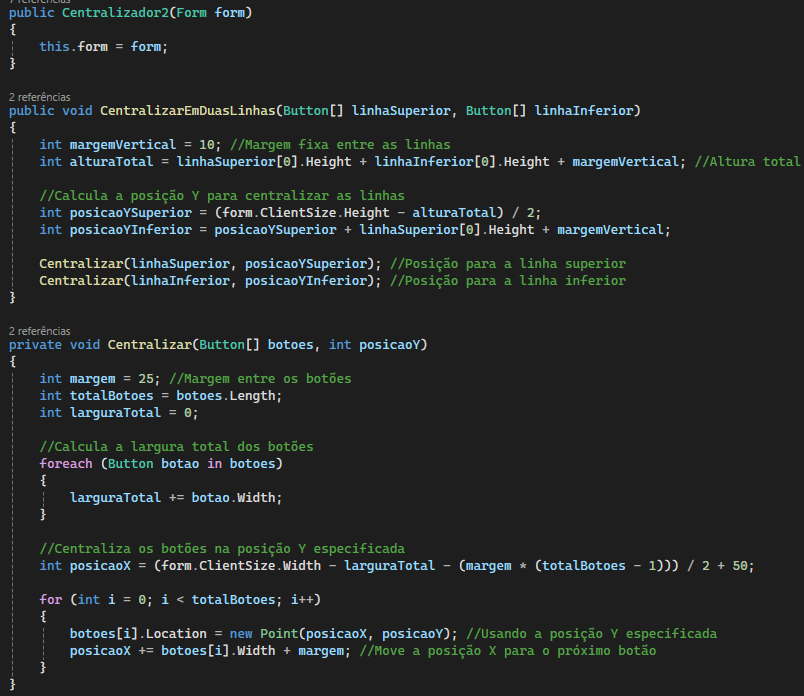 7 referências
public Centralizador2(Form form)
{
    this.form = form;
}
2 referências
public void CentralizarEmDuasLinhas(Button[] linhaSuperior, Button[] linhaInferior)
{
    int margemVertical = 10; //Margem fixa entre as linhas
    int alturaTotal = linhaSuperior[0].Height + linhaInferior[0].Height + margemVertical; //Altura total
    //Calcula a posição Y para centralizar as linhas
    int posicaoYSuperior = (form.ClientSize.Height - alturaTotal) / 2;
    int posicaoYInferior = posicaoYSuperior + linhaSuperior[0].Height + margemVertical;
    Centralizar(linhaSuperior, posicaoYSuperior); //Posição para a linha superior
    Centralizar(linhaInferior, posicaoYInferior); //Posição para a linha inferior
}
2 referências
private void Centralizar(Button[] botoes, int posicaoY)
{
    int margem = 25; //Margem entre os botões
    int totalBotoes = botoes.Length;
    int larguraTotal = 0;
    //Calcula a largura total dos botões
    foreach (Button botao in botoes)
    {
        larguraTotal += botao.Width;
    }
    //Centraliza os botões na posição Y especificada
    int posicaoX = (form.ClientSize.Width - larguraTotal - (margem * (totalBotoes - 1))) / 2 + 50;
    for (int i = 0; i < totalBotoes; i++)
    {
        botoes[i].Location = new Point(posicaoX, posicaoY); //Usando a posição Y especificada
        posicaoX += botoes[i].Width + margem; //Move a posição X para o próximo botão
    }
}